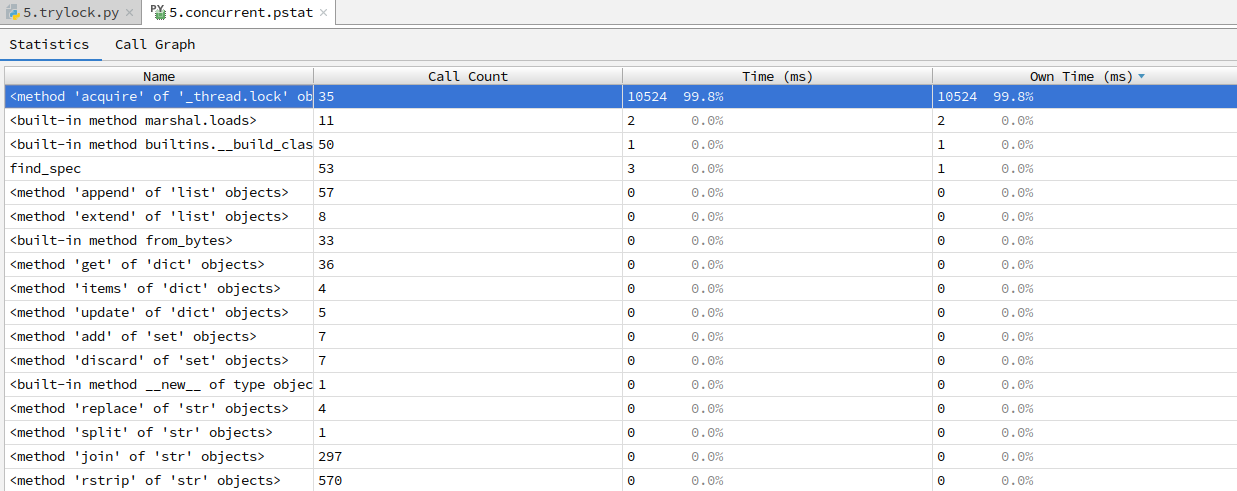 5.trylock.py × 5.concurrent.pstat ×
Statistics Call Graph
Name Call Count Time (ms) Own Time (ms)
<method 'acquire' of '_thread.lock' ob 35 10524 99.8% 10524 99.8%
<built-in method marshal.loads> 11 2 0.0% 2 0.0%
<built-in method builtins.__build_clas 50 1 0.0% 1 0.0%
find_spec 53 3 0.0% 1 0.0%
<method 'append' of 'list' objects> 57 0 0.0% 0 0.0%
<method 'extend' of 'list' objects> 8 0 0.0% 0 0.0%
<built-in method from_bytes> 33 0 0.0% 0 0.0%
<method 'get' of 'dict' objects> 36 0 0.0% 0 0.0%
<method 'items' of 'dict' objects> 4 0 0.0% 0 0.0%
<method 'update' of 'dict' objects> 5 0 0.0% 0 0.0%
<method 'add' of 'set' objects> 7 0 0.0% 0 0.0%
<method 'discard' of 'set' objects> 7 0 0.0% 0 0.0%
<built-in method __new__ of type objec 1 0 0.0% 0 0.0%
<method 'replace' of 'str' objects> 4 0 0.0% 0 0.0%
<method 'split' of 'str' objects> 1 0 0.0% 0 0.0%
<method 'join' of 'str' objects> 297 0 0.0% 0 0.0%
<method 'rstrip' of 'str' objects> 570 0 0.0% 0 0.0%